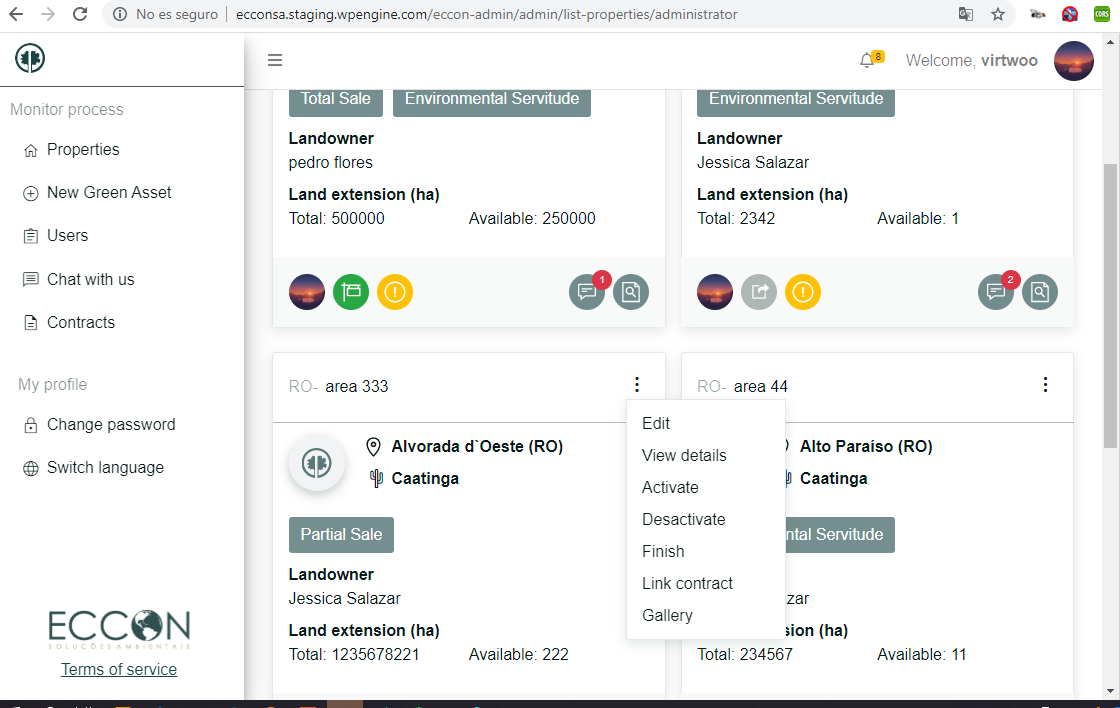 No es seguro ecconsa.staging.wpengine.com/eccon-admin/admin/list-properties/administrator
CORS
8
Welcome, virtwoo
Monitor process
Properties
New Green Asset
Users
Chat with us
Contracts
My profile
Change password
Switch language
ECCON
SOLUÇÕES AMBIENTAIS
Terms of service
Total Sale Environmental Servitude
Landowner
pedro flores
Land extension (ha)
Total: 500000 Available: 250000
1
Environmental Servitude
Landowner
Jessica Salazar
Land extension (ha)
Total: 2342 Available: 1
2
RO- area 333
Alvorada d`Oeste (RO)
Caatinga
Partial Sale
Landowner
Jessica Salazar
Land extension (ha)
Total: 1235678221 Available: 222
Edit
View details
Activate
Desactivate
Finish
Link contract
Gallery
RO- area 44
Alto Paraíso (RO)
Caatinga
ntal Servitude
zar
sion (ha)
Total: 234567 Available: 11